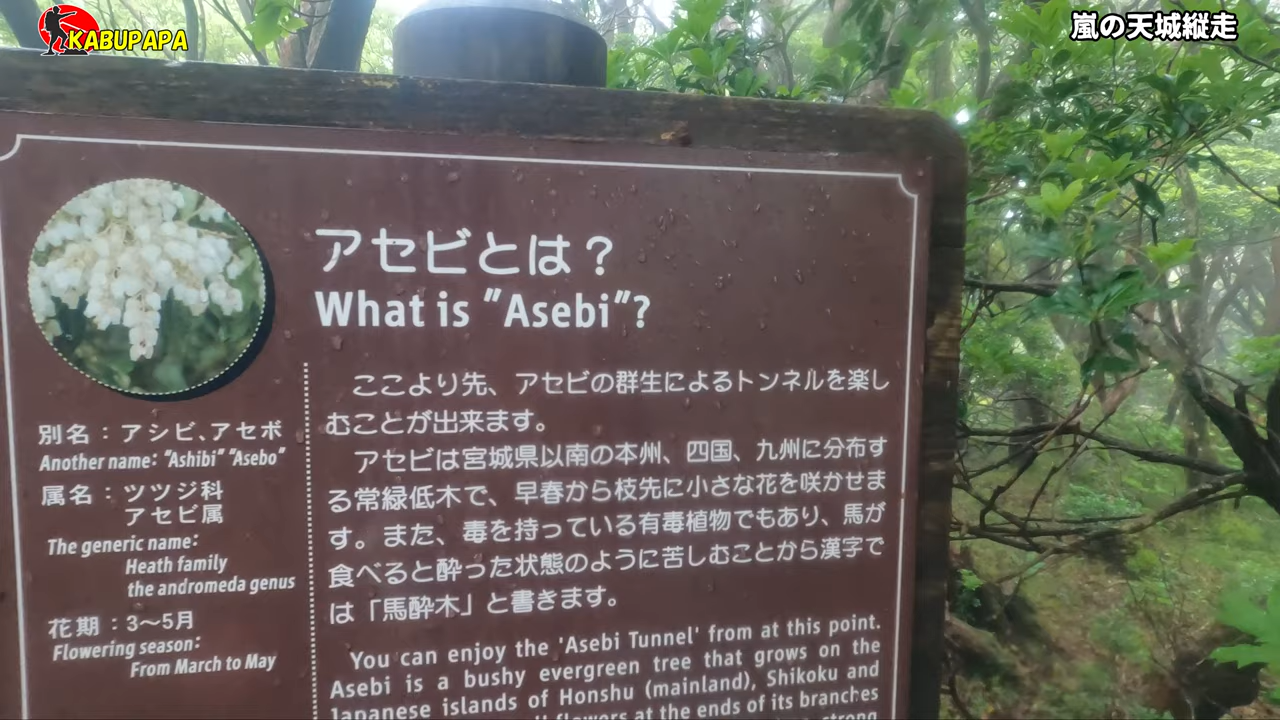 KABUPAPA
嵐の天城縦走
アセビとは？
What is "Asebi"?
別名：アシビ、アセボ
Another name: "Ashibi" "Asebo"
属名：ツツジ科
アセビ属
The generic name:
Heath family
the andromeda genus
花期：3〜5月
Flowering season:
From March to May
ここより先、アセビの群生によるトンネルを楽し
むことが出来ます。
アセビは宮城県以南の本州、四国、九州に分布す
る常緑低木で、早春から枝先に小さな花を咲かせま
す。また、毒を持っている有毒植物でもあり、馬が
食べると酔った状態のように苦しむことから漢字で
は「馬酔木」と書きます。
You can enjoy the 'Asebi Tunnel' from at this point.
Asebi is a bushy evergreen tree that grows on the
Japanese islands of Honshu (mainland), Shikoku and
flowers at the ends of its branches
strong